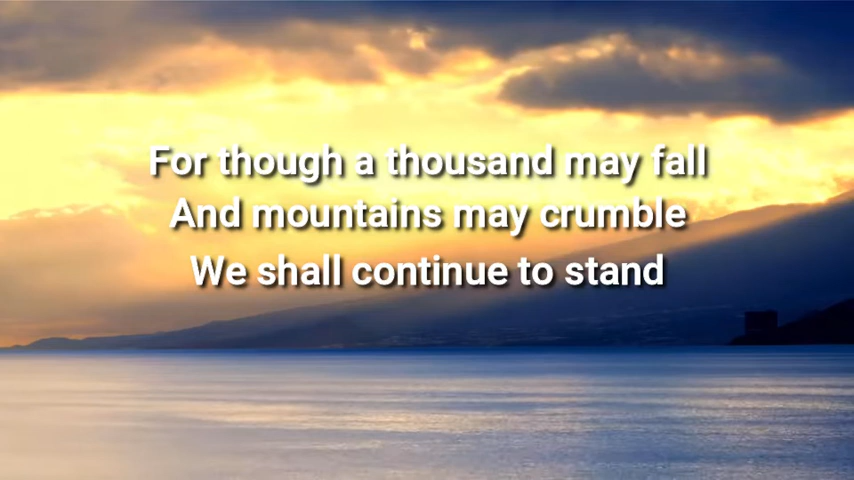 For though a thousand may fall
And mountains may crumble
We shall continue to stand